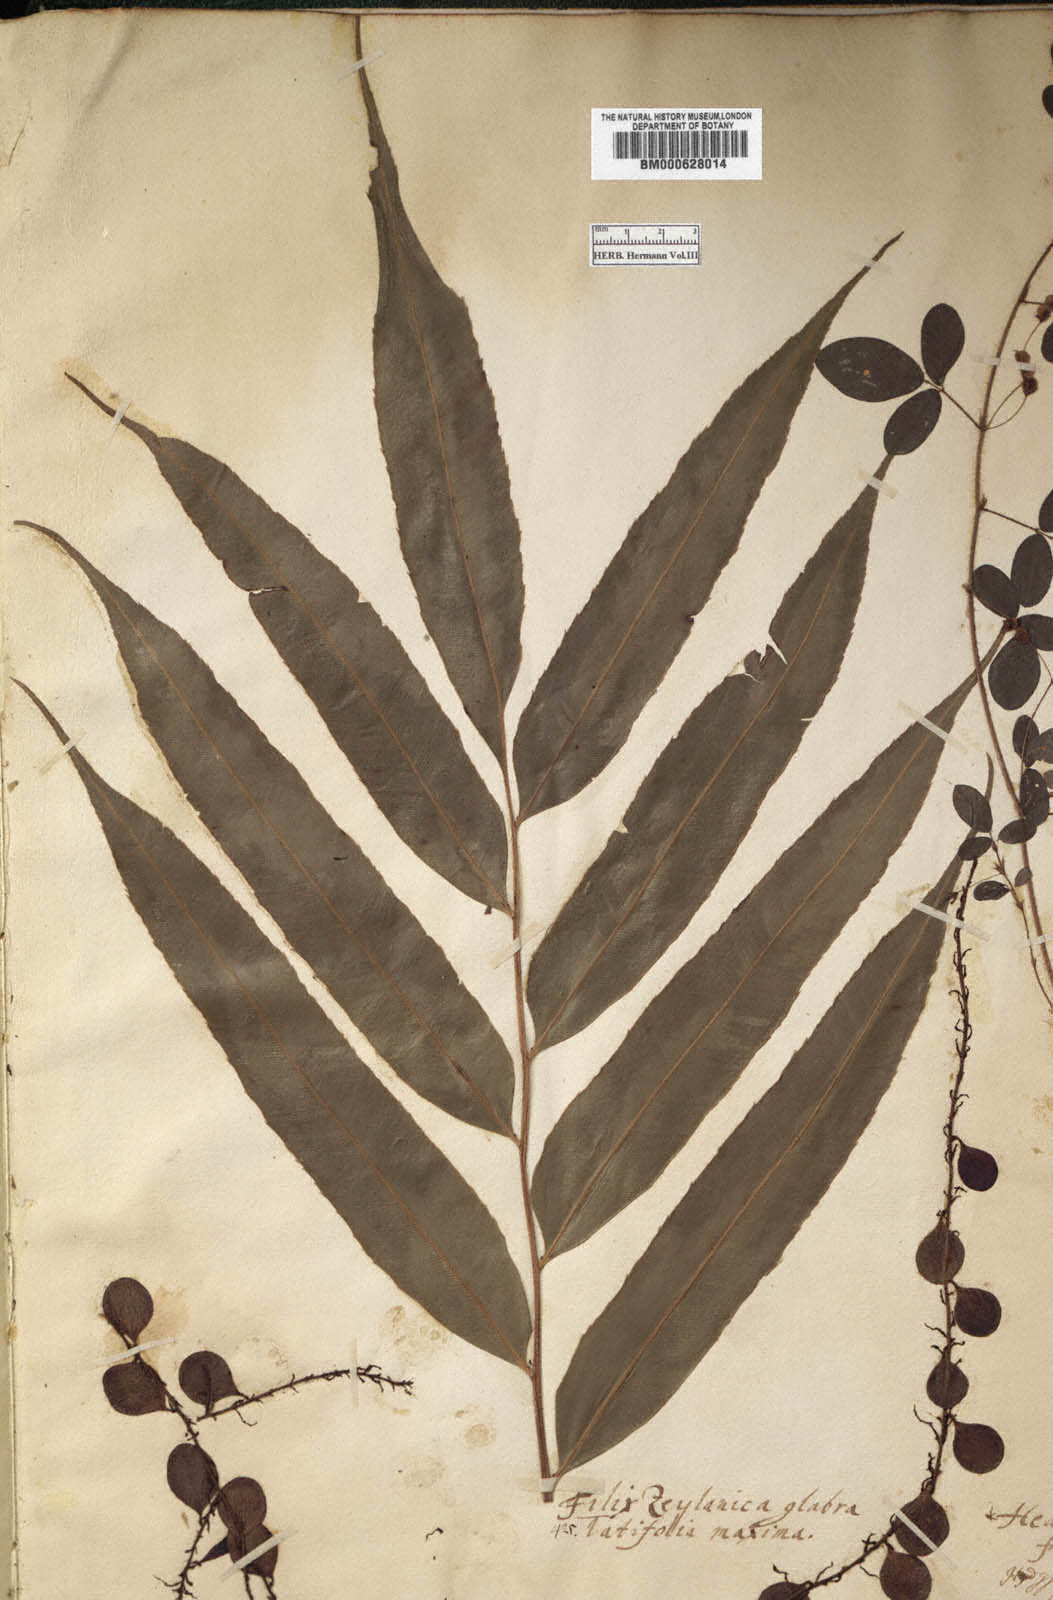 THE NATURAL HISTORY MUSEUM, LONDON
DEPARTMENT OF BOTANY
BM000628014
mm 1 2 3
HERB. Hermann Vol.III
Filix Zeylanica glabra
425. latifolia maxima.
Hea